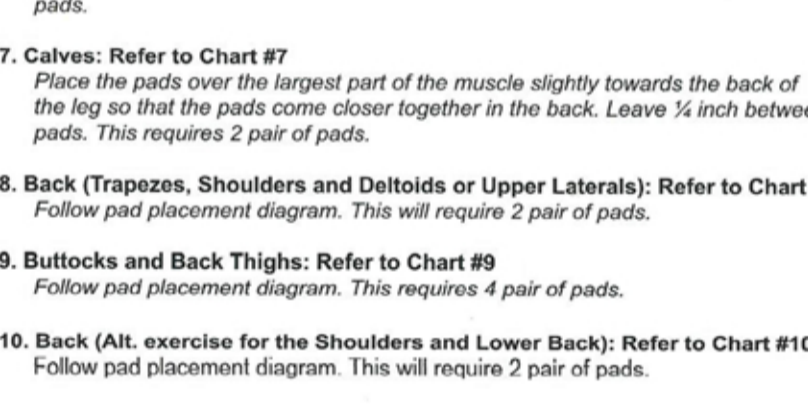 pads.
7. Calves: Refer to Chart #7
Place the pads over the largest part of the muscle slightly towards the back of
the leg so that the pads come closer together in the back. Leave ¼ inch betwee
pads. This requires 2 pair of pads.
8. Back (Trapezes, Shoulders and Deltoids or Upper Laterals): Refer to Chart
Follow pad placement diagram. This will require 2 pair of pads.
9. Buttocks and Back Thighs: Refer to Chart #9
Follow pad placement diagram. This requires 4 pair of pads.
10. Back (Alt. exercise for the Shoulders and Lower Back): Refer to Chart #10
Follow pad placement diagram. This will require 2 pair of pads.